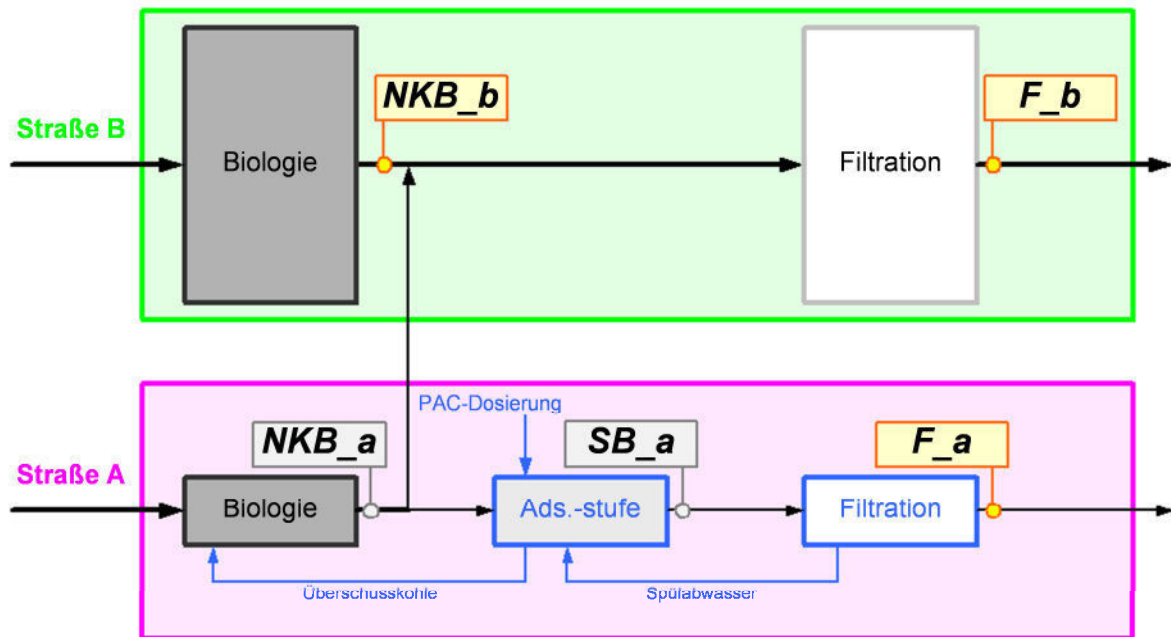 NKB_b
F_b
Straße B
Biologie
Filtration
PAC-Dosierung
NKB_a
SB_a
F_a
Straße A
Biologie
Ads.-stufe
Filtration
Überschusskohle
Spülabwasser